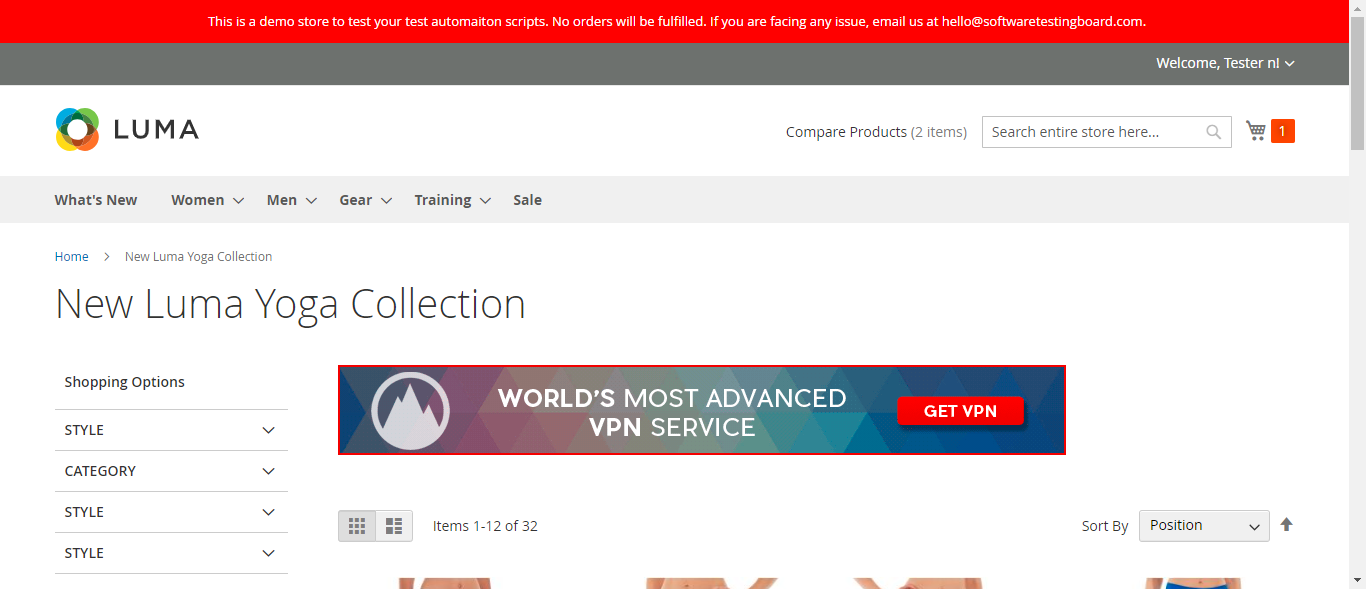 This is a demo store to test your test automaiton scripts. No orders will be fulfilled. If you are facing any issue, email us at hello@softwaretestingboard.com.
Welcome, Tester n!
LUMA
Compare Products (2 items)
Search entire store here...
1
What's New
Women
Men
Gear
Training
Sale
Home
New Luma Yoga Collection
New Luma Yoga Collection
Shopping Options
WORLD'S MOST ADVANCED
VPN SERVICE
GET VPN
STYLE
CATEGORY
STYLE
STYLE
Items 1-12 of 32
Sort By
Position